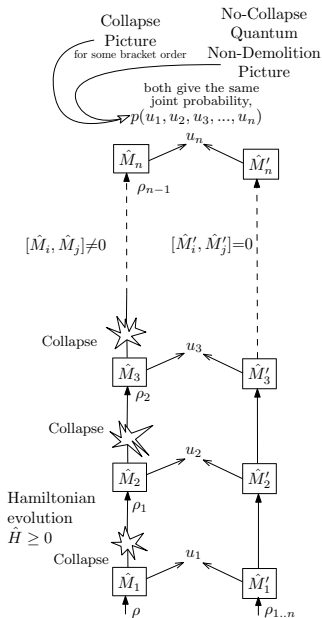 Collapse
Picture
for some bracket order
No-Collapse
Quantum
Non-Demolition
Picture
both give the same
joint probability,
p(u₁, u₂, u₃, ..., uₙ)
M̂ₙ uₙ M̂′ₙ
ρₙ₋₁
[M̂ᵢ, M̂ⱼ]≠0 [M̂′ᵢ, M̂′ⱼ]=0
Collapse
M̂₃ u₃ M̂′₃
ρ₂
Collapse
M̂₂ u₂ M̂′₂
ρ₁
Hamiltonian
evolution
Ĥ ≥ 0
Collapse
M̂₁ u₁ M̂′₁
ρ ρ₁..ₙ